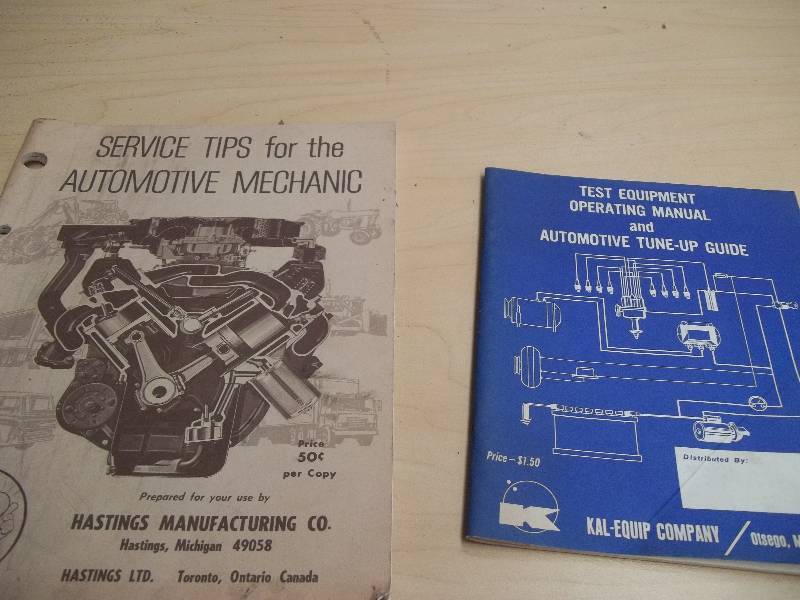 SERVICE TIPS for the
AUTOMOTIVE MECHANIC
Price
50¢
per Copy
Prepared for your use by
HASTINGS MANUFACTURING CO.
Hastings, Michigan 49058
HASTINGS LTD. Toronto, Ontario Canada
TEST EQUIPMENT
OPERATING MANUAL
and
AUTOMOTIVE TUNE-UP GUIDE
Price - $1.50
Distributed By:
K
KAL-EQUIP COMPANY / Otsego, M